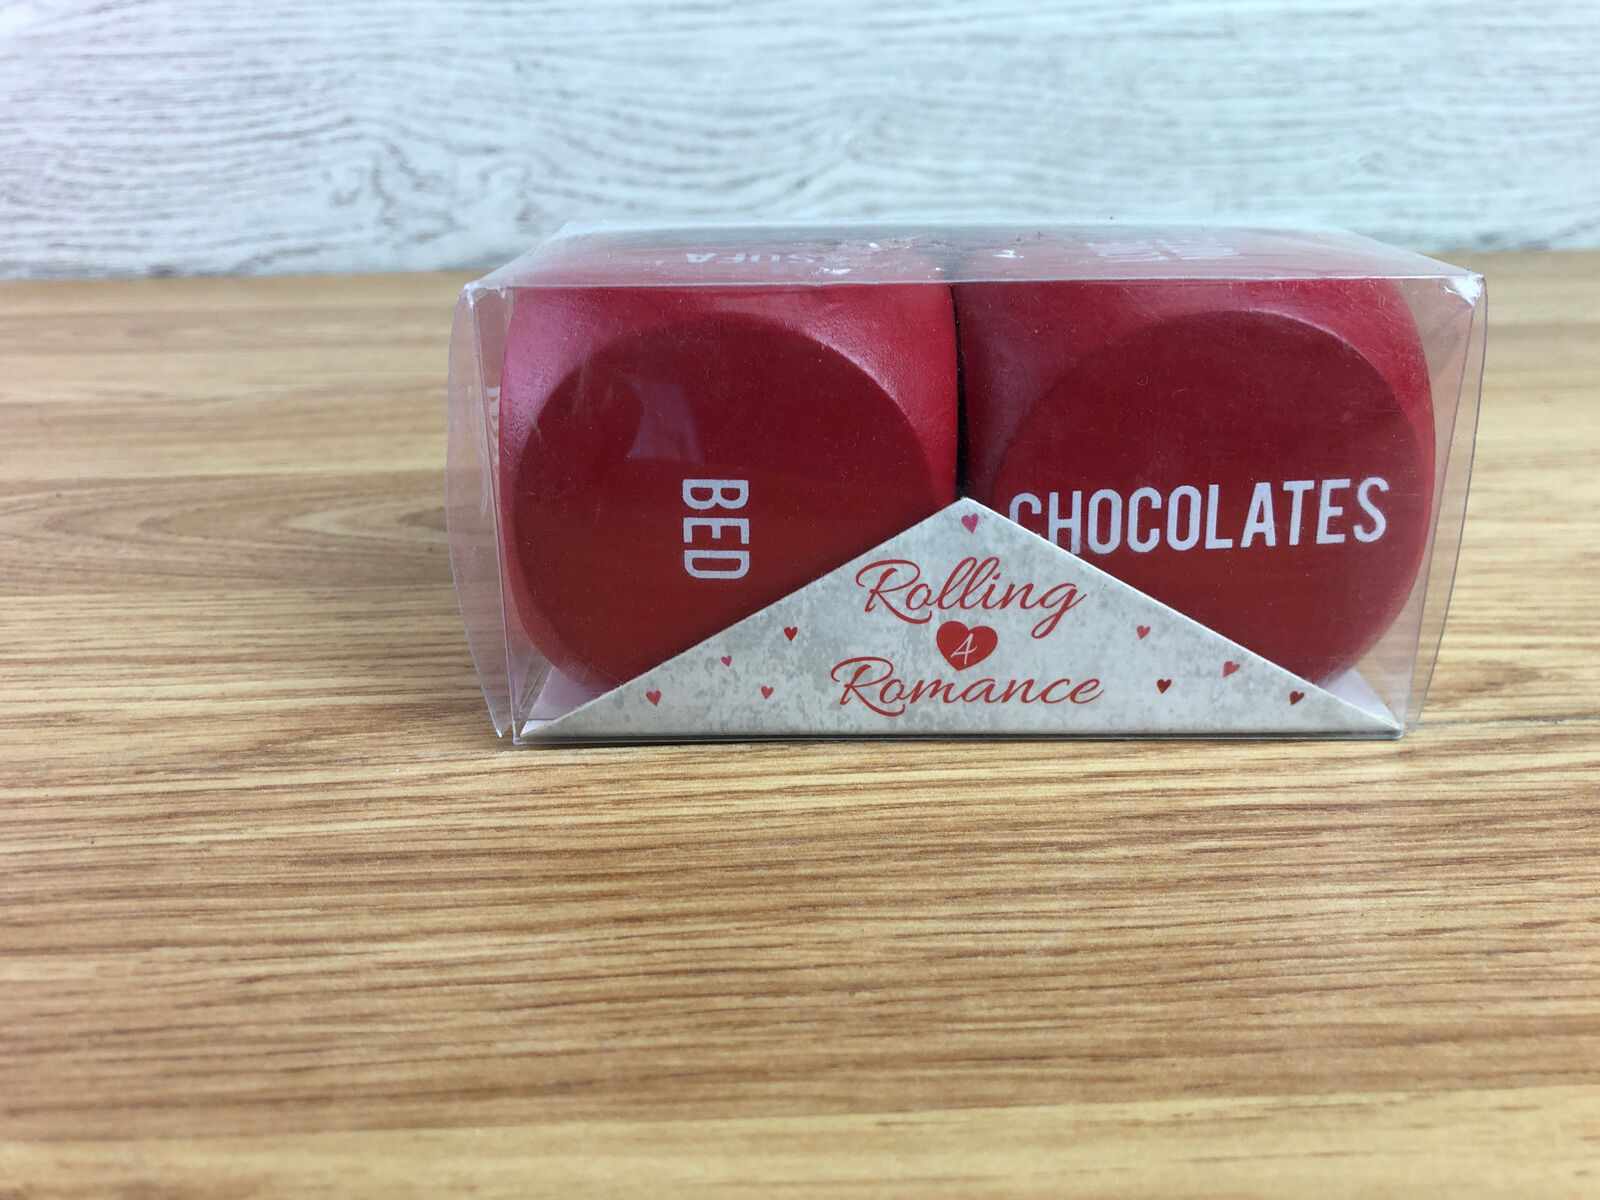 BED
CHOCOLATES
Rolling
4
Romance